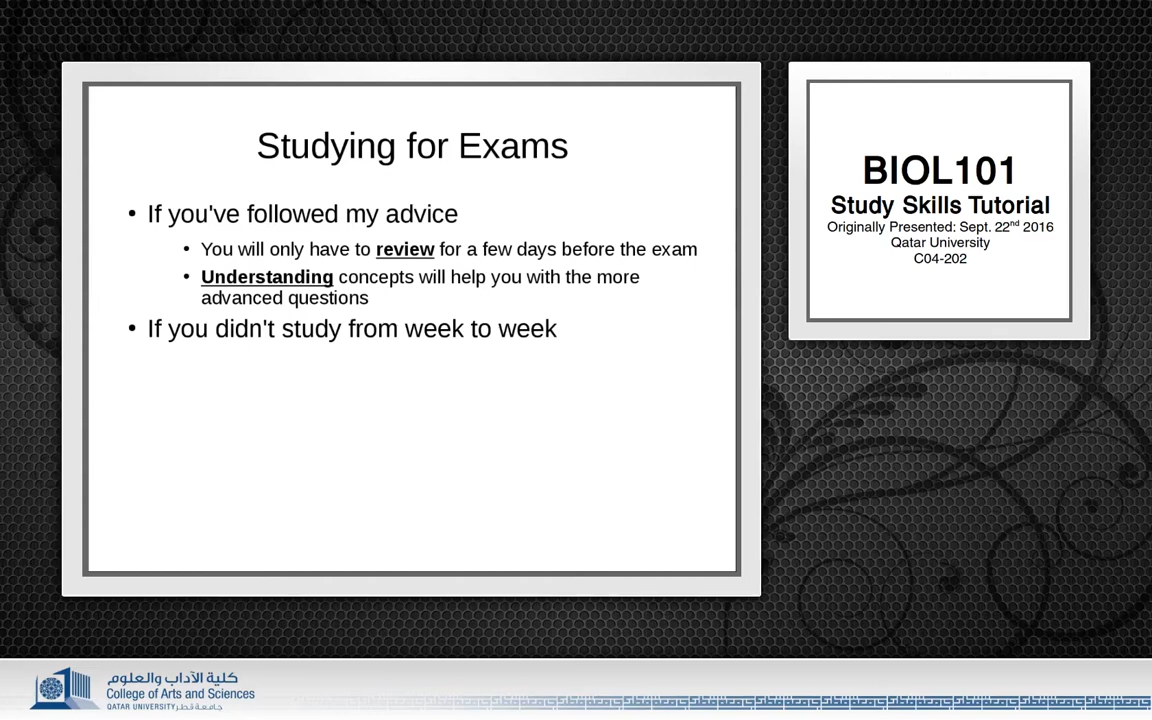 Studying for Exams
• If you've followed my advice
• You will only have to review for a few days before the exam
• Understanding concepts will help you with the more
advanced questions
• If you didn't study from week to week
BIOL101
Study Skills Tutorial
Originally Presented: Sept. 22nd 2016
Qatar University
C04-202
كلية الآداب والعلوم
College of Arts and Sciences
QATAR UNIVERSITY جامعة قطر